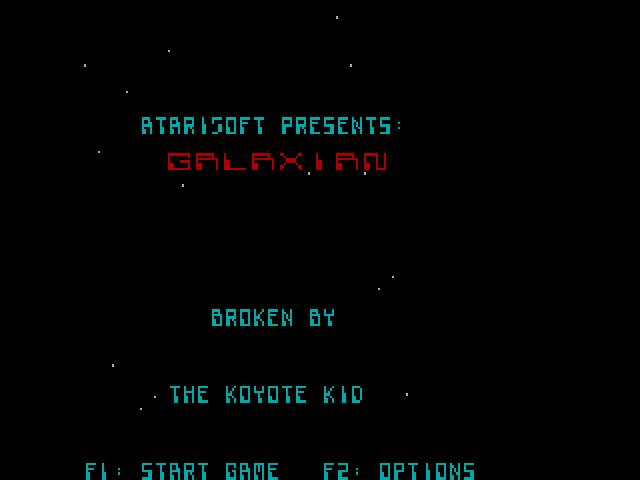 ATARISOFT PRESENTS:
GALAXIAN
BROKEN BY
THE KOYOTE KID
F1: START GAME F2: OPTIONS